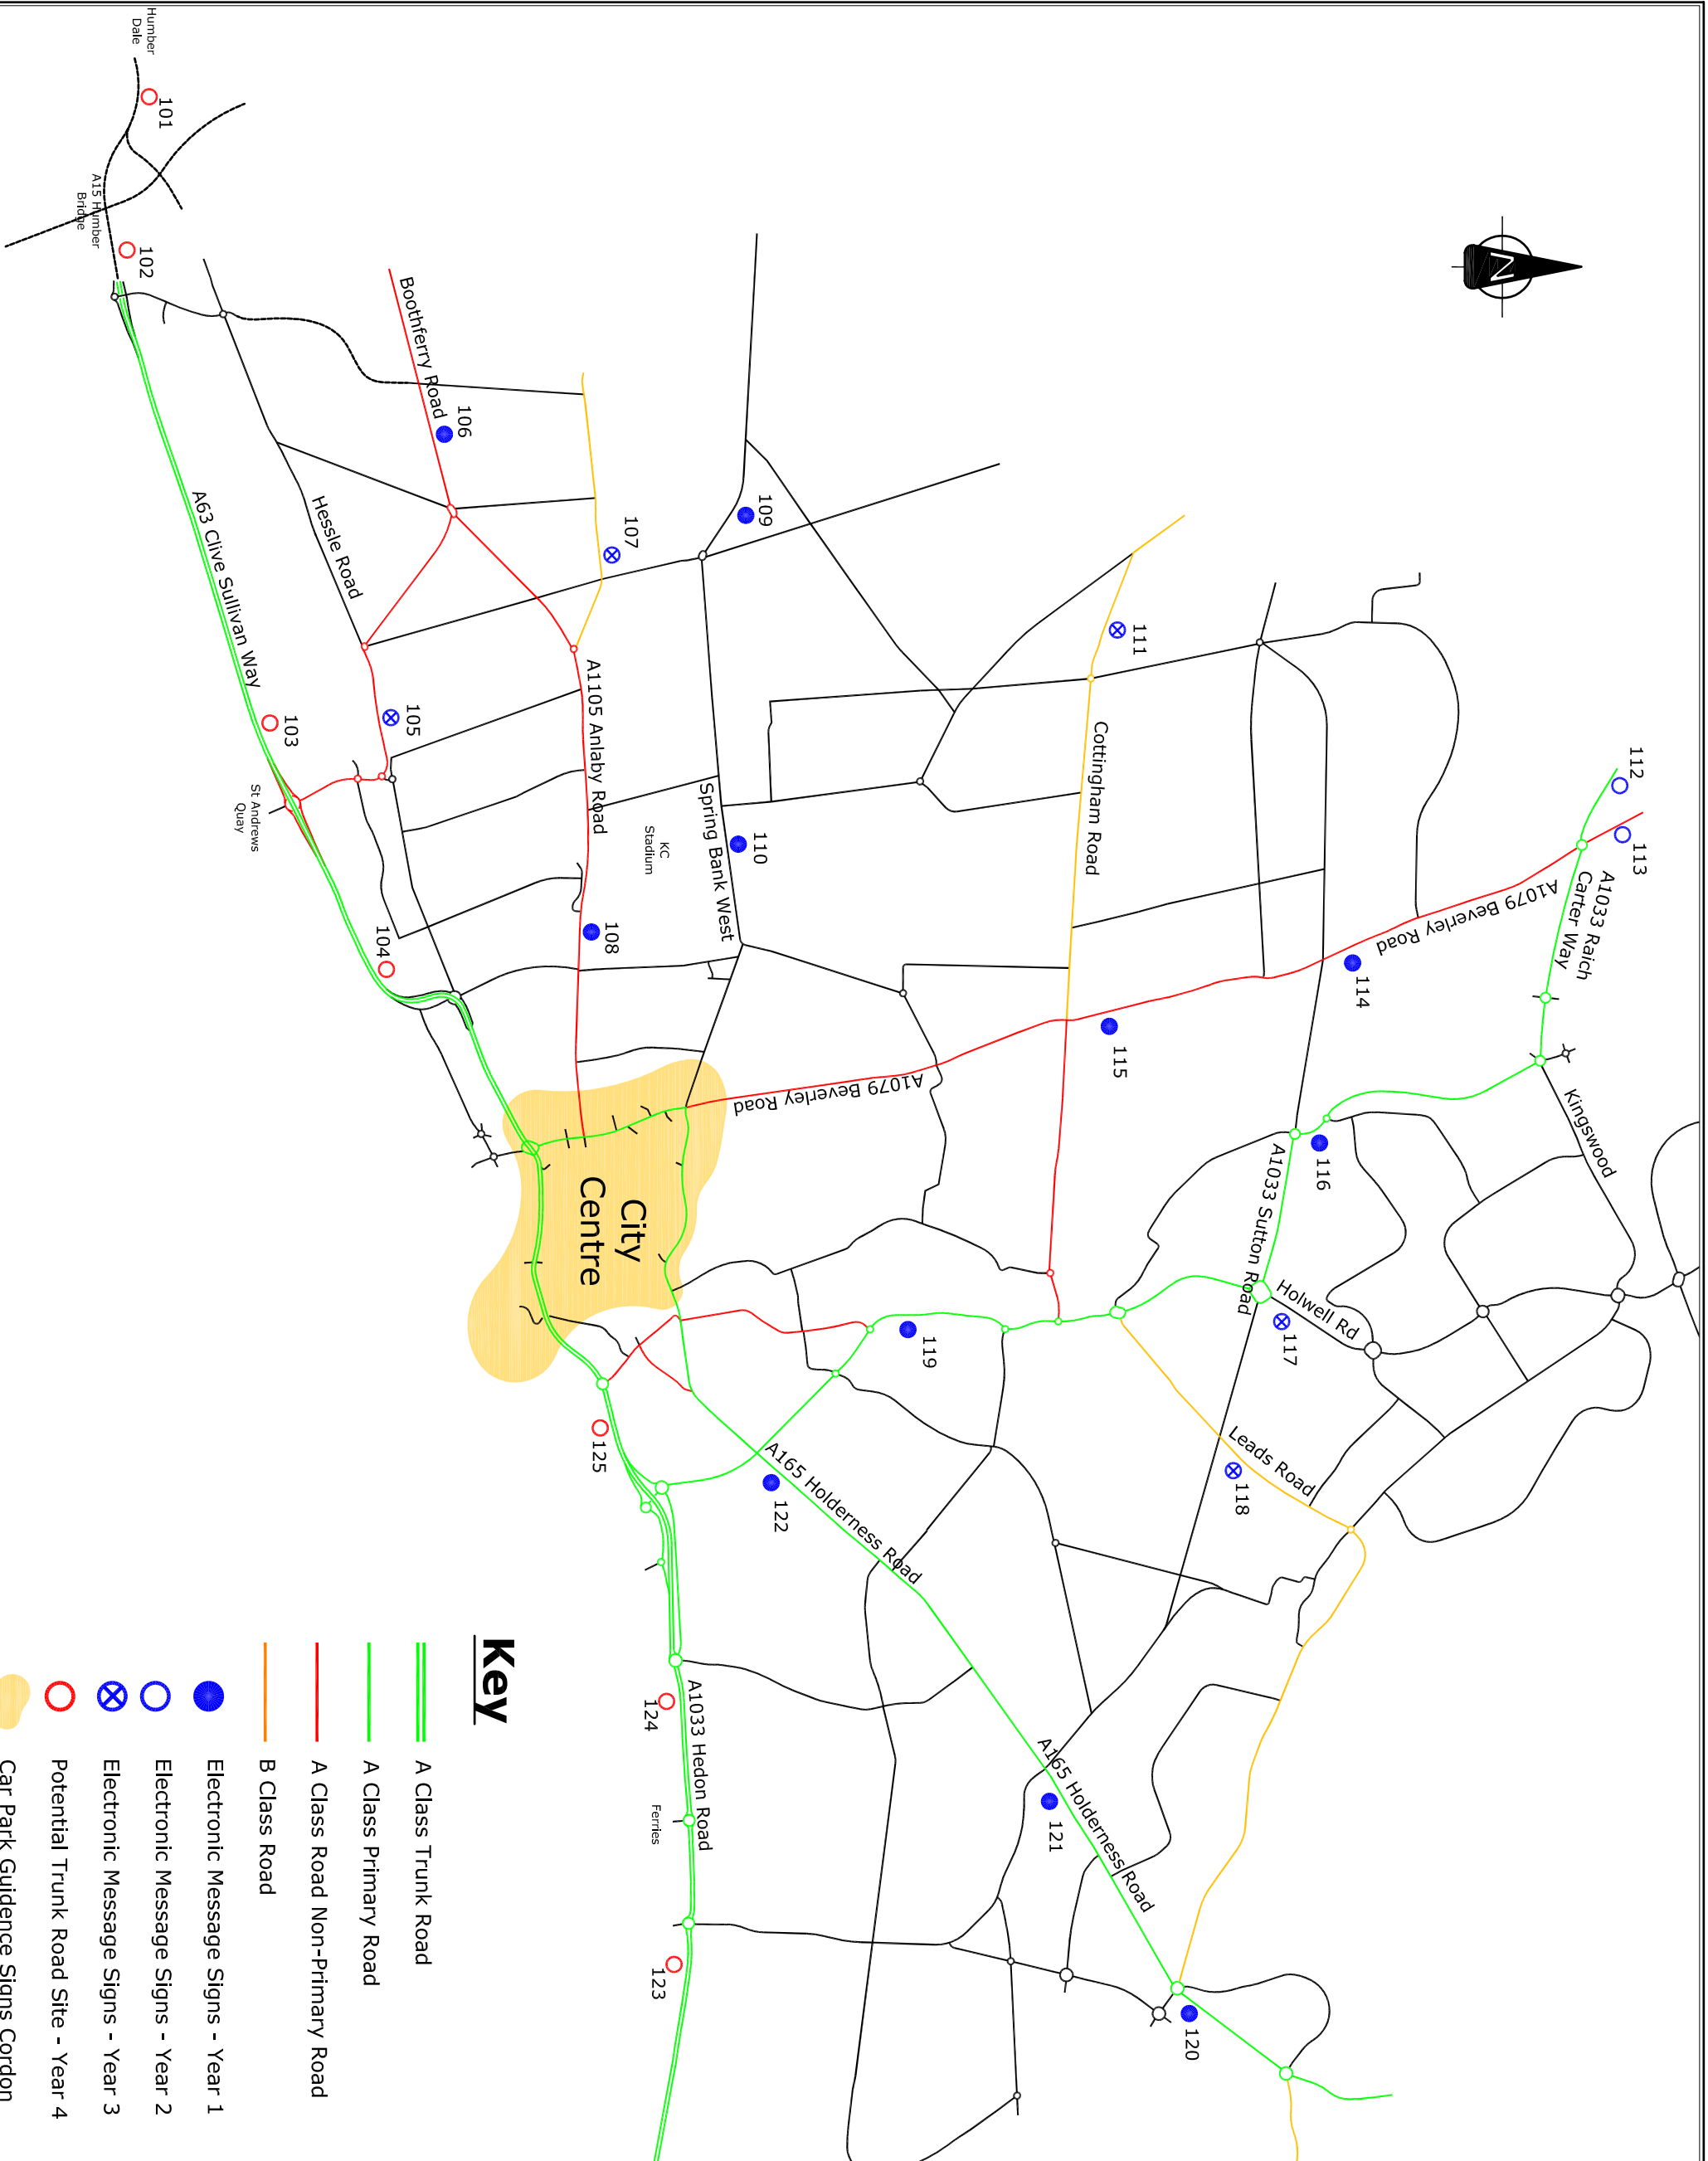 Humber
Dale
101
A15 Humber
Bridge
102
Boothferry Road
106
Hessle Road
A63 Clive Sullivan Way
103
St Andrews
Quay
104
105
107
A1105 Anlaby Road
108
109
Spring Bank West
110
KC
Stadium
111
Cottingham Road
112
113
A1033 Raich
Carter Way
A1079 Beverley Road
114
115
A1079 Beverley Road
Kingswood
116
A1033 Sutton Road
Holwell Rd
117
Leads Road
118
119
City
Centre
125
122
A165 Holderness Road
A165 Holderness Road
121
120
A1033 Hedon Road
124
Ferries
123
N
Key
A Class Trunk Road
A Class Primary Road
A Class Road Non-Primary Road
B Class Road
Electronic Message Signs - Year 1
Electronic Message Signs - Year 2
Electronic Message Signs - Year 3
Potential Trunk Road Site - Year 4
Car Park Guidence Signs Cordon